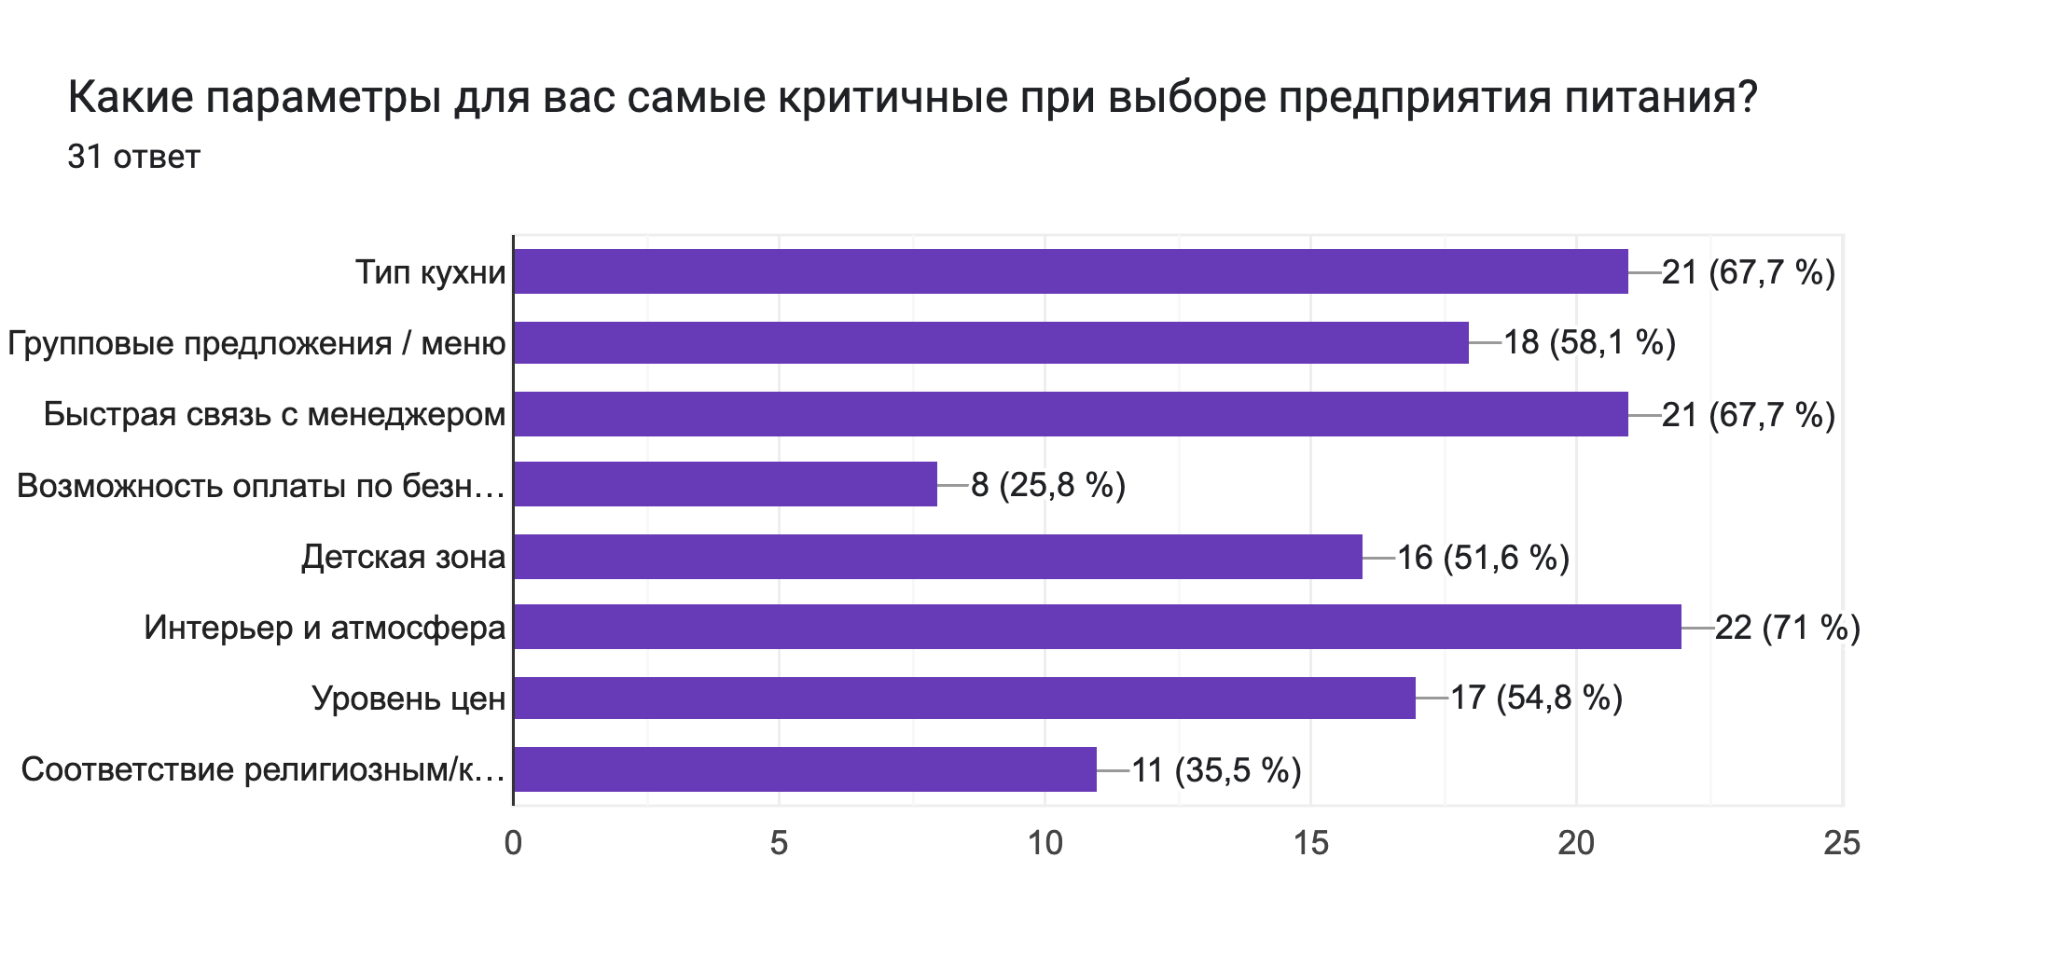 Какие параметры для вас самые критичные при выборе предприятия питания?
31 ответ
Тип кухни 21 (67,7 %)
Групповые предложения / меню 18 (58,1 %)
Быстрая связь с менеджером 21 (67,7 %)
Возможность оплаты по безн… 8 (25,8 %)
Детская зона 16 (51,6 %)
Интерьер и атмосфера 22 (71 %)
Уровень цен 17 (54,8 %)
Соответствие религиозным/к… 11 (35,5 %)
0 5 10 15 20 25